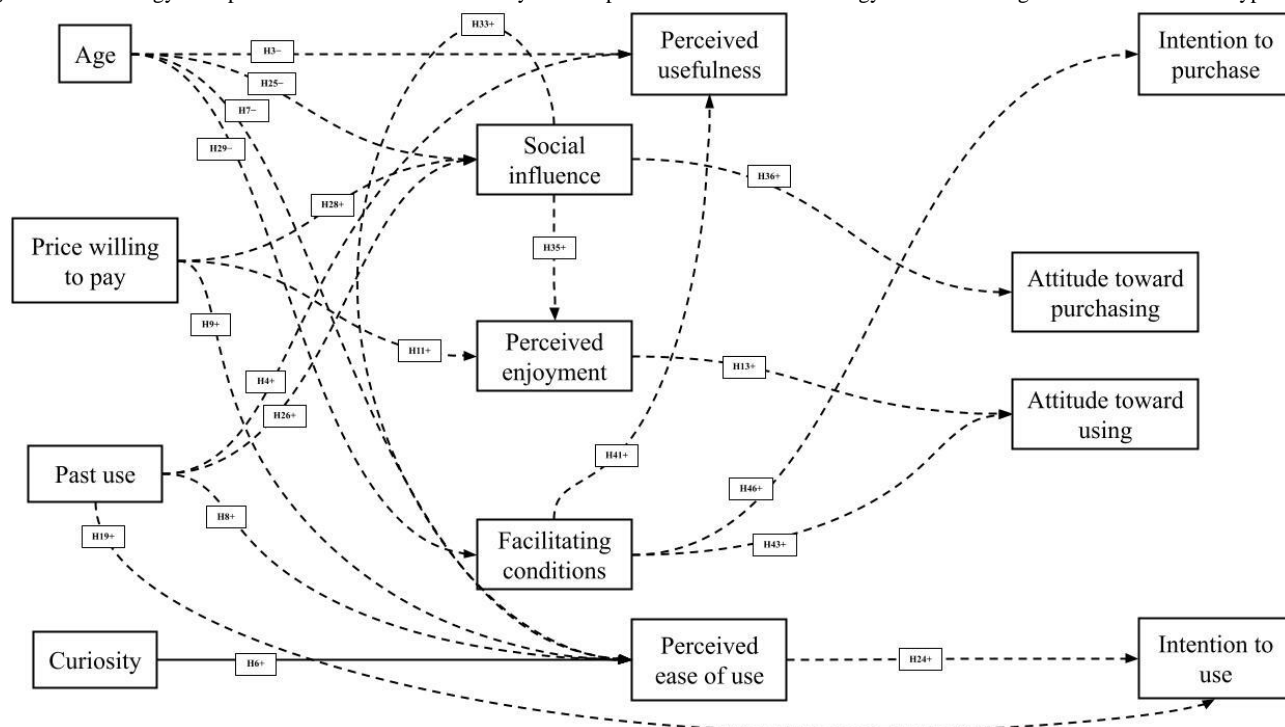 Age
Price willing
to pay
Past use
Curiosity
H3−
H25−
H7−
H29−
H33+
H28+
H9+
H11+
H4+
H26+
H8+
H19+
H6+
Perceived
usefulness
Social
influence
H35+
Perceived
enjoyment
Facilitating
conditions
Perceived
ease of use
H36+
H13+
H41+
H46+
H43+
H24+
Intention to
purchase
Attitude toward
purchasing
Attitude toward
using
Intention to
use